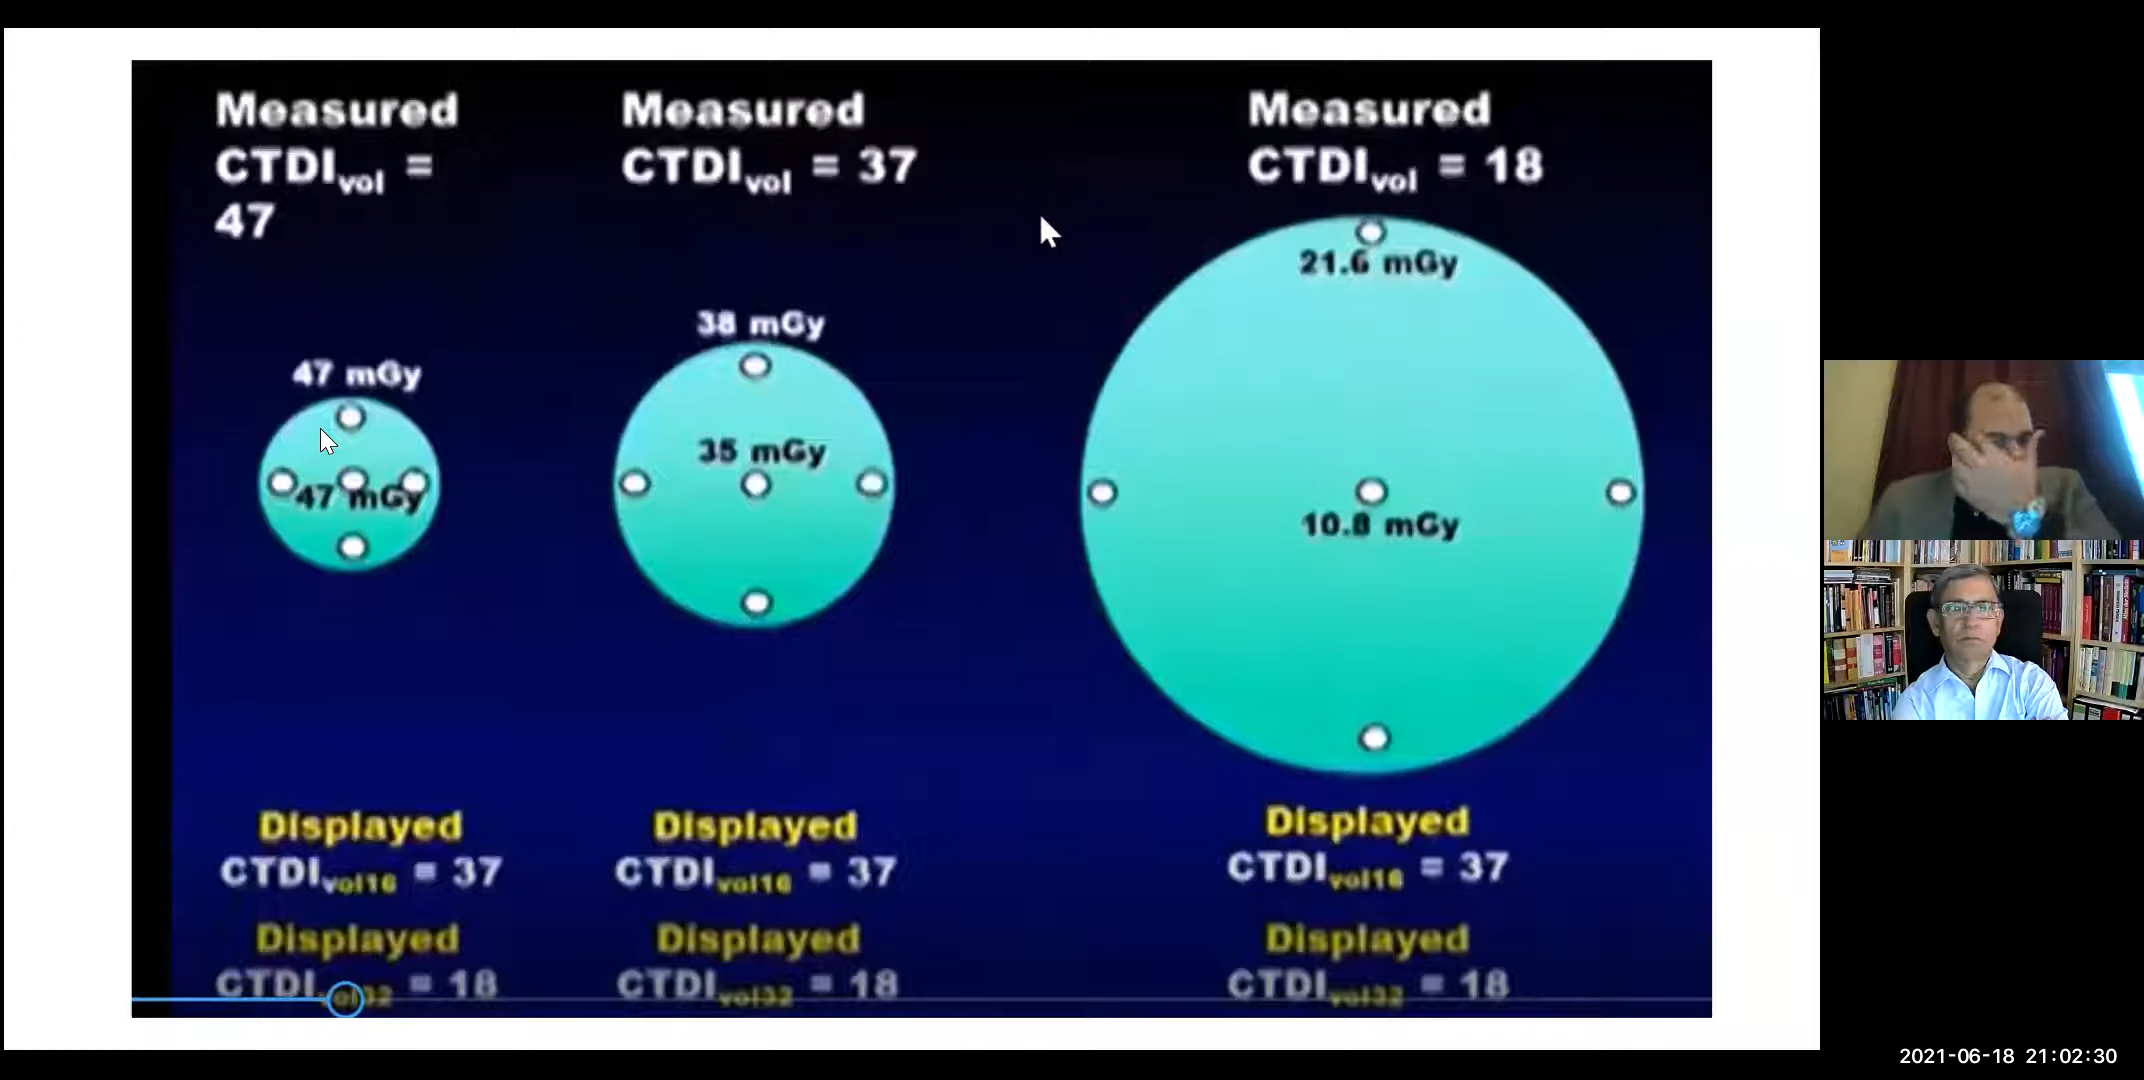 Measured
CTDIvol =
47
Measured
CTDIvol = 37
Measured
CTDIvol = 18
47 mGy
47 mGy
38 mGy
35 mGy
21.6 mGy
10.8 mGy
Displayed
CTDIvol16 = 37
Displayed
CTDIvol32 = 18
Displayed
CTDIvol16 = 37
Displayed
CTDIvol32 = 18
Displayed
CTDIvol16 = 37
Displayed
CTDIvol32 = 18
2021-06-18 21:02:30